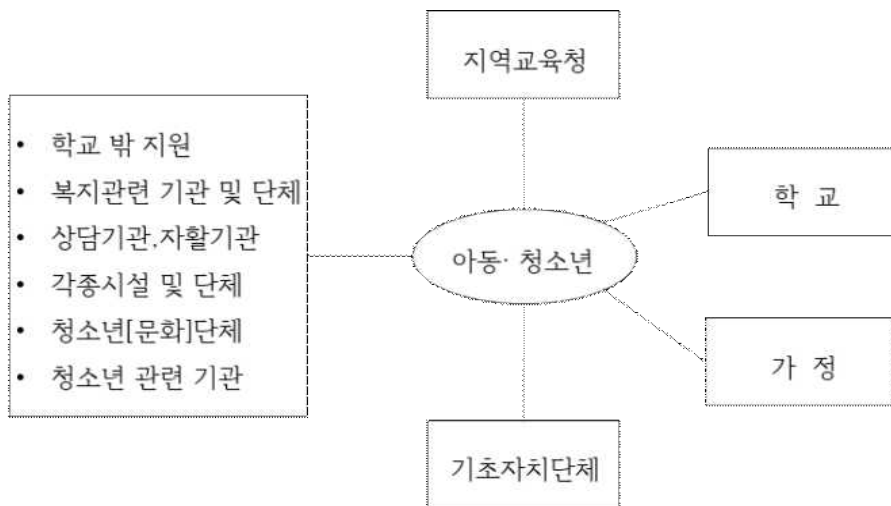 지역교육청
• 학교 밖 지원
• 복지관련 기관 및 단체
• 상담기관,자활기관
• 각종시설 및 단체
• 청소년[문화]단체
• 청소년 관련 기관
아동· 청소년
학 교
가 정
기초자치단체